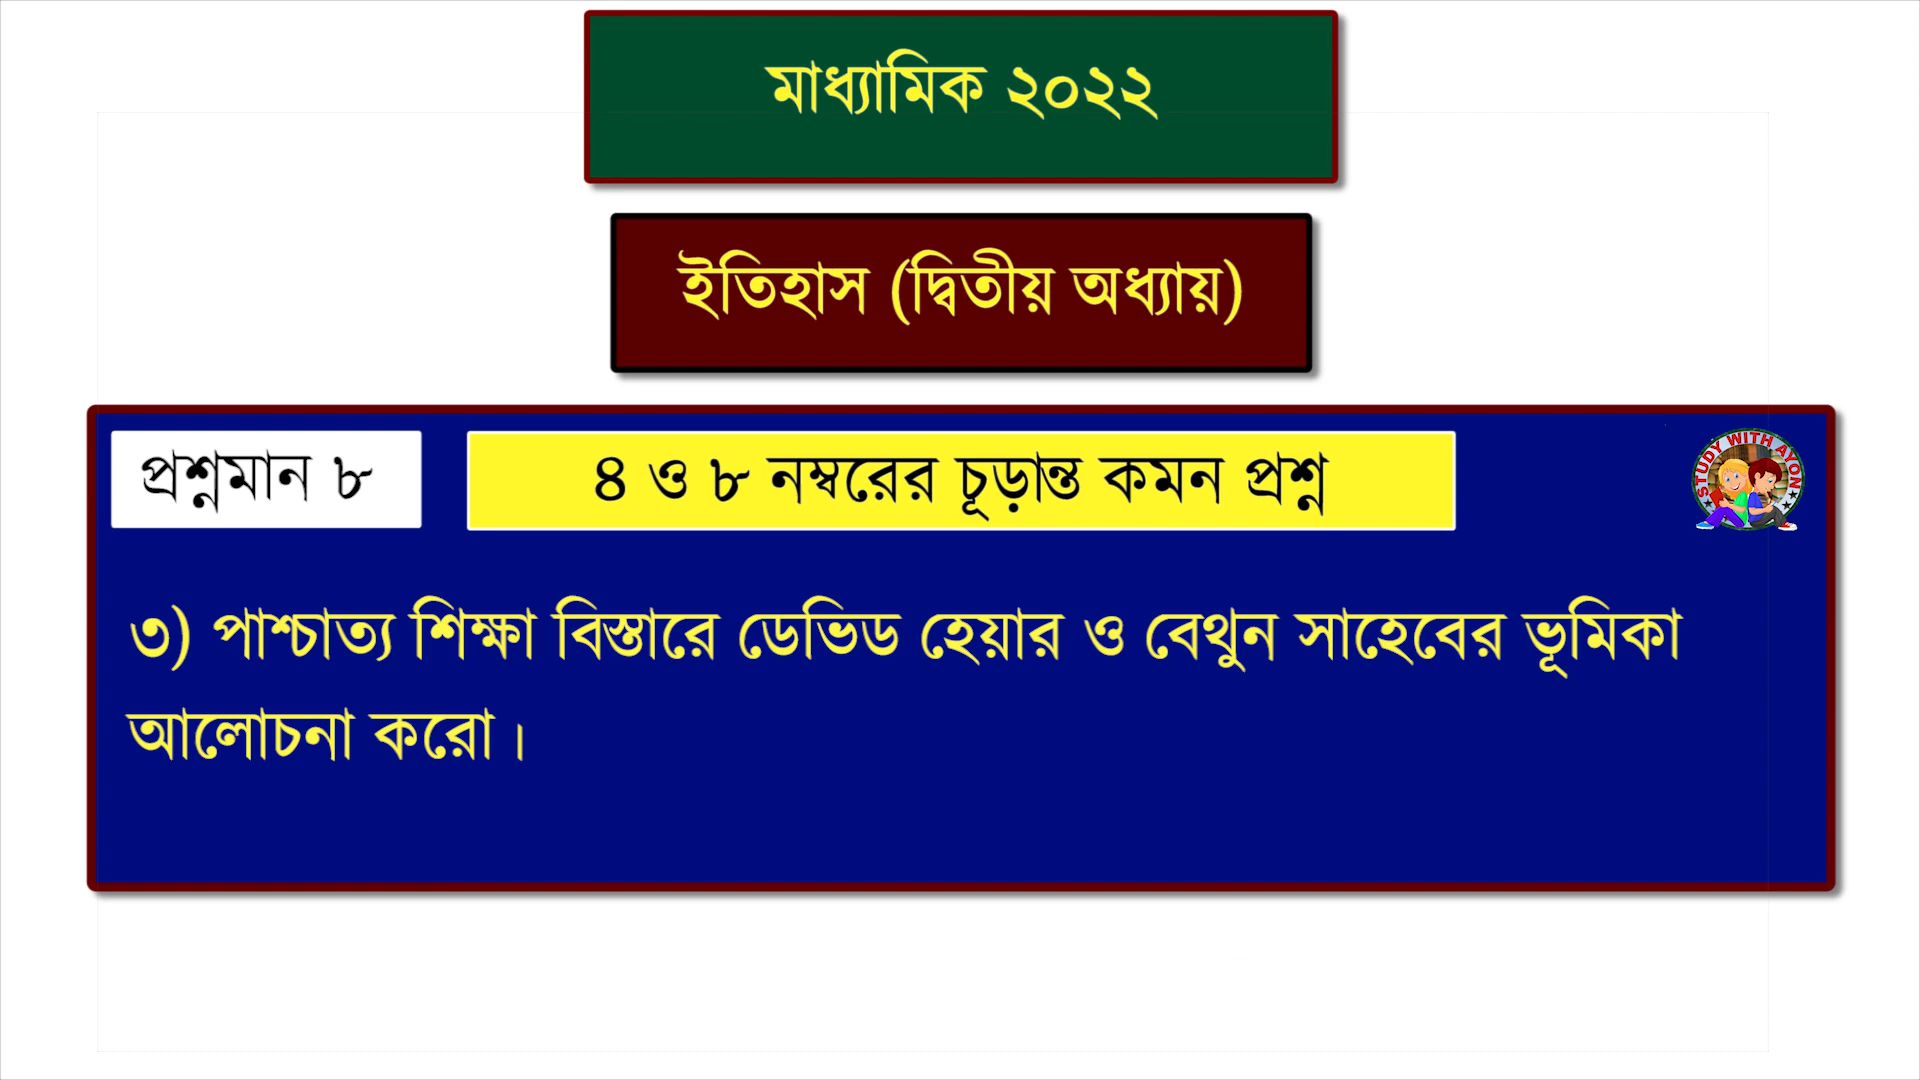 মাধ্যামিক ২০২২
ইতিহাস (দ্বিতীয় অধ্যায়)
প্রশ্নমান ৮
৪ ও ৮ নম্বরের চূড়ান্ত কমন প্রশ্ন
STUDY WITH AYON
৩) পাশ্চাত্য শিক্ষা বিস্তারে ডেভিড হেয়ার ও বেথুন সাহেবের ভূমিকা
আলোচনা করো।